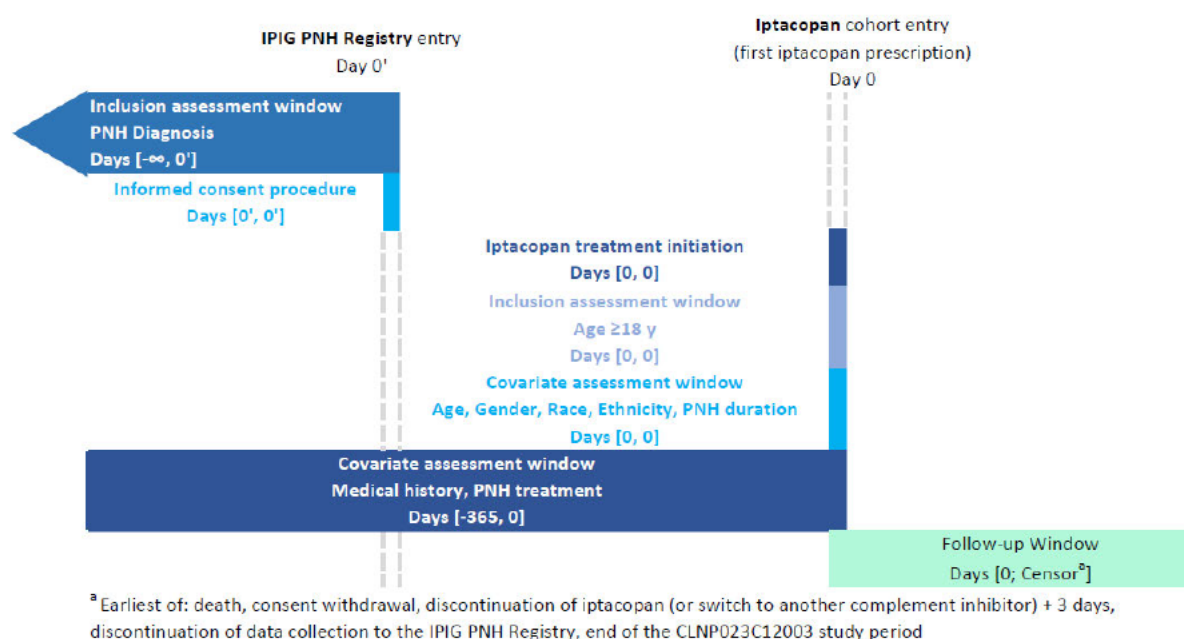 IPIG PNH Registry entry
Day 0'
Iptacopan cohort entry
(first iptacopan prescription)
Day 0
Inclusion assessment window
PNH Diagnosis
Days [-∞, 0']
Informed consent procedure
Days [0', 0']
Iptacopan treatment initiation
Days [0, 0]
Inclusion assessment window
Age ≥18 y
Days [0, 0]
Covariate assessment window
Age, Gender, Race, Ethnicity, PNH duration
Days [0, 0]
Covariate assessment window
Medical history, PNH treatment
Days [-365, 0]
Follow-up Window
Days [0; Censorᵃ]
ᵃ Earliest of: death, consent withdrawal, discontinuation of iptacopan (or switch to another complement inhibitor) + 3 days,
discontinuation of data collection to the IPIG PNH Registry, end of the CLNP023C12003 study period